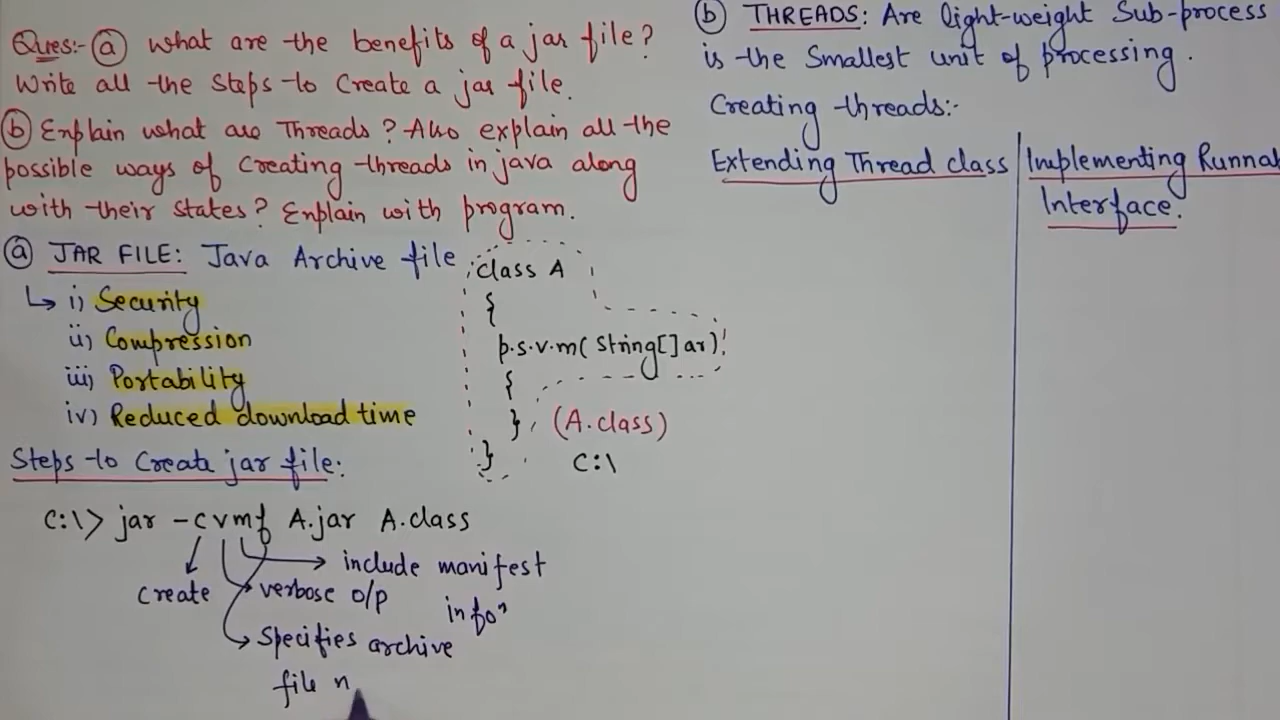 Ques:- (a) What are the benefits of a jar file?
Write all the steps to create a jar file.
(b) Explain what are Threads? Also explain all the
possible ways of creating threads in java along
with their states? Explain with program.
(a) JAR FILE: Java Archive file
↳ i) Security
ii) Compression
iii) Portability
iv) Reduced download time
class A
{
p.s.v.m( String[] ar)
{
}
}
(A.class)
C:\
Steps to Create jar file:
C:\> jar -cvmf A.jar A.class
create
include manifest
infoⁿ
verbose o/p
Specifies archive
file n
(b) THREADS: Are light-weight Sub-process
is the Smallest unit of processing.
Creating threads:-
Extending Thread class
Implementing Runnab
Interface.